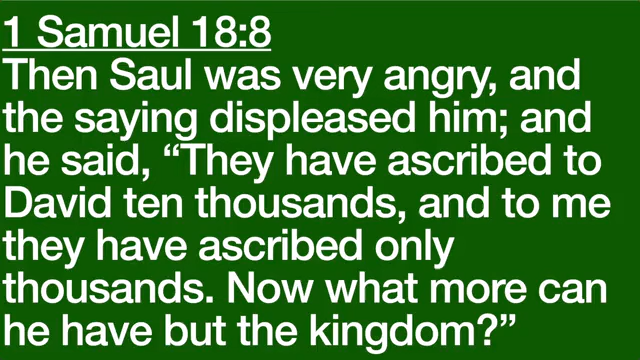 1 Samuel 18:8
Then Saul was very angry, and
the saying displeased him; and
he said, “They have ascribed to
David ten thousands, and to me
they have ascribed only
thousands. Now what more can
he have but the kingdom?”